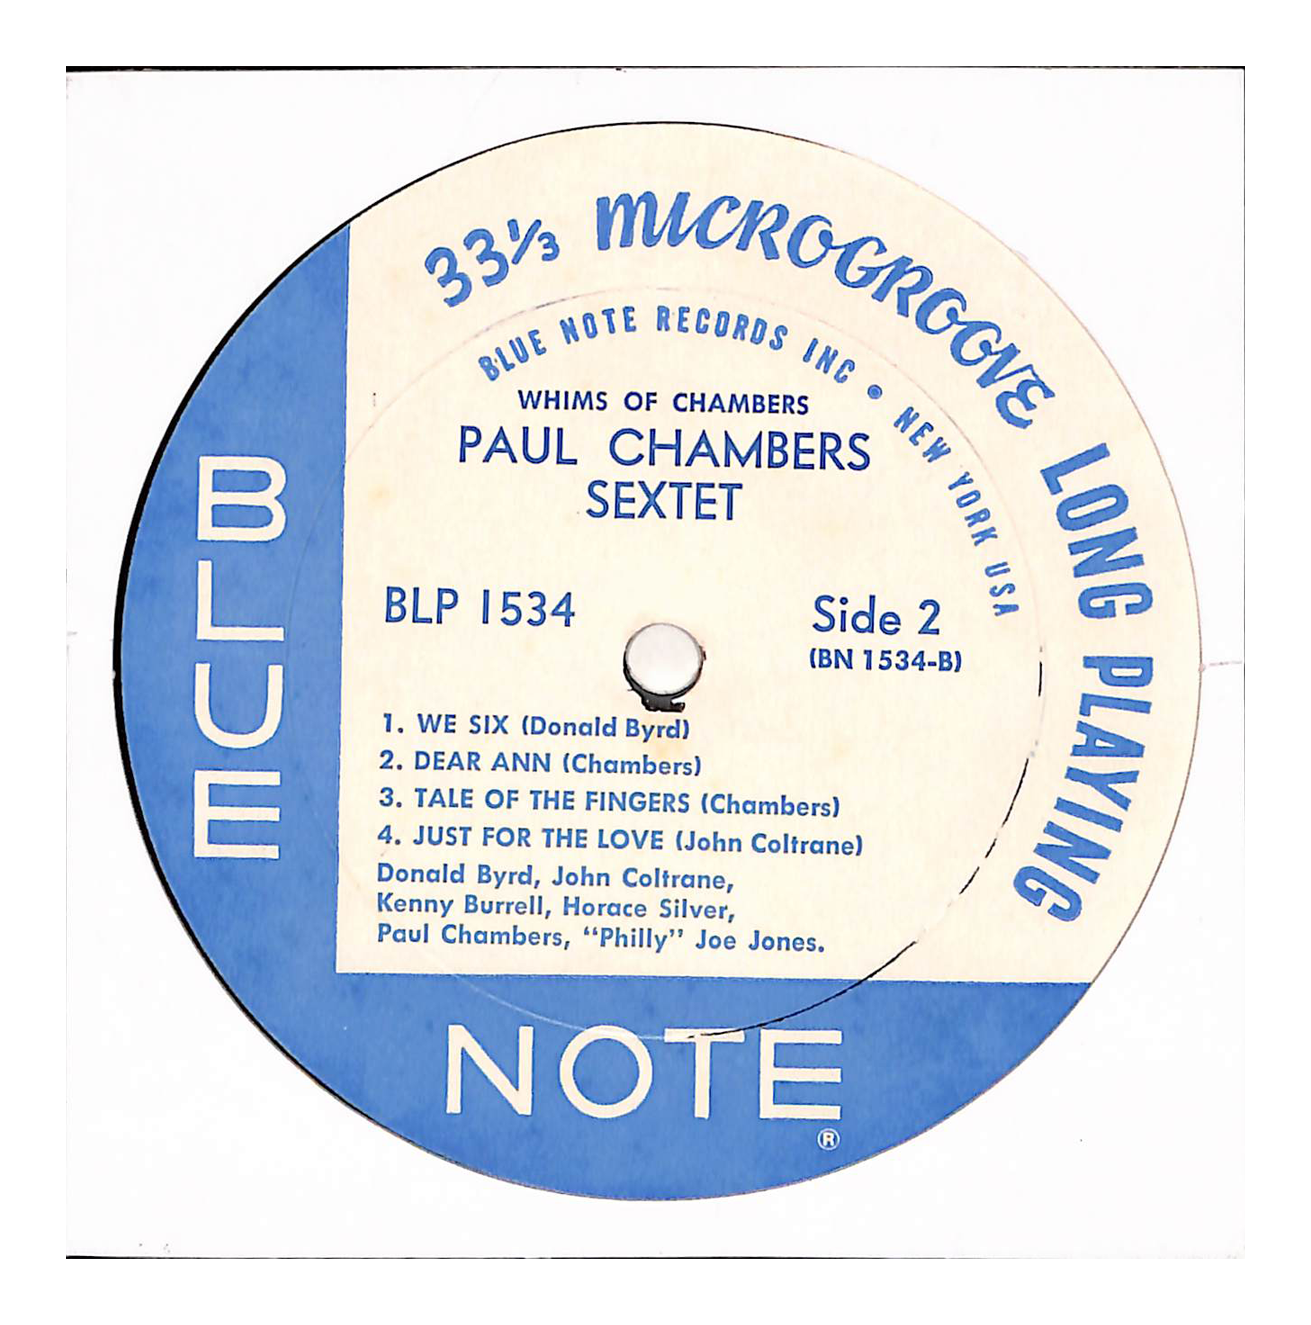 33⅓ MICROGROOVE LONG PLAYING
BLUE NOTE RECORDS INC • NEW YORK USA
WHIMS OF CHAMBERS
PAUL CHAMBERS
SEXTET
BLP 1534
Side 2
(BN 1534-B)
1. WE SIX (Donald Byrd)
2. DEAR ANN (Chambers)
3. TALE OF THE FINGERS (Chambers)
4. JUST FOR THE LOVE (John Coltrane)
Donald Byrd, John Coltrane,
Kenny Burrell, Horace Silver,
Paul Chambers, “Philly” Joe Jones.
BLUE
NOTE
®